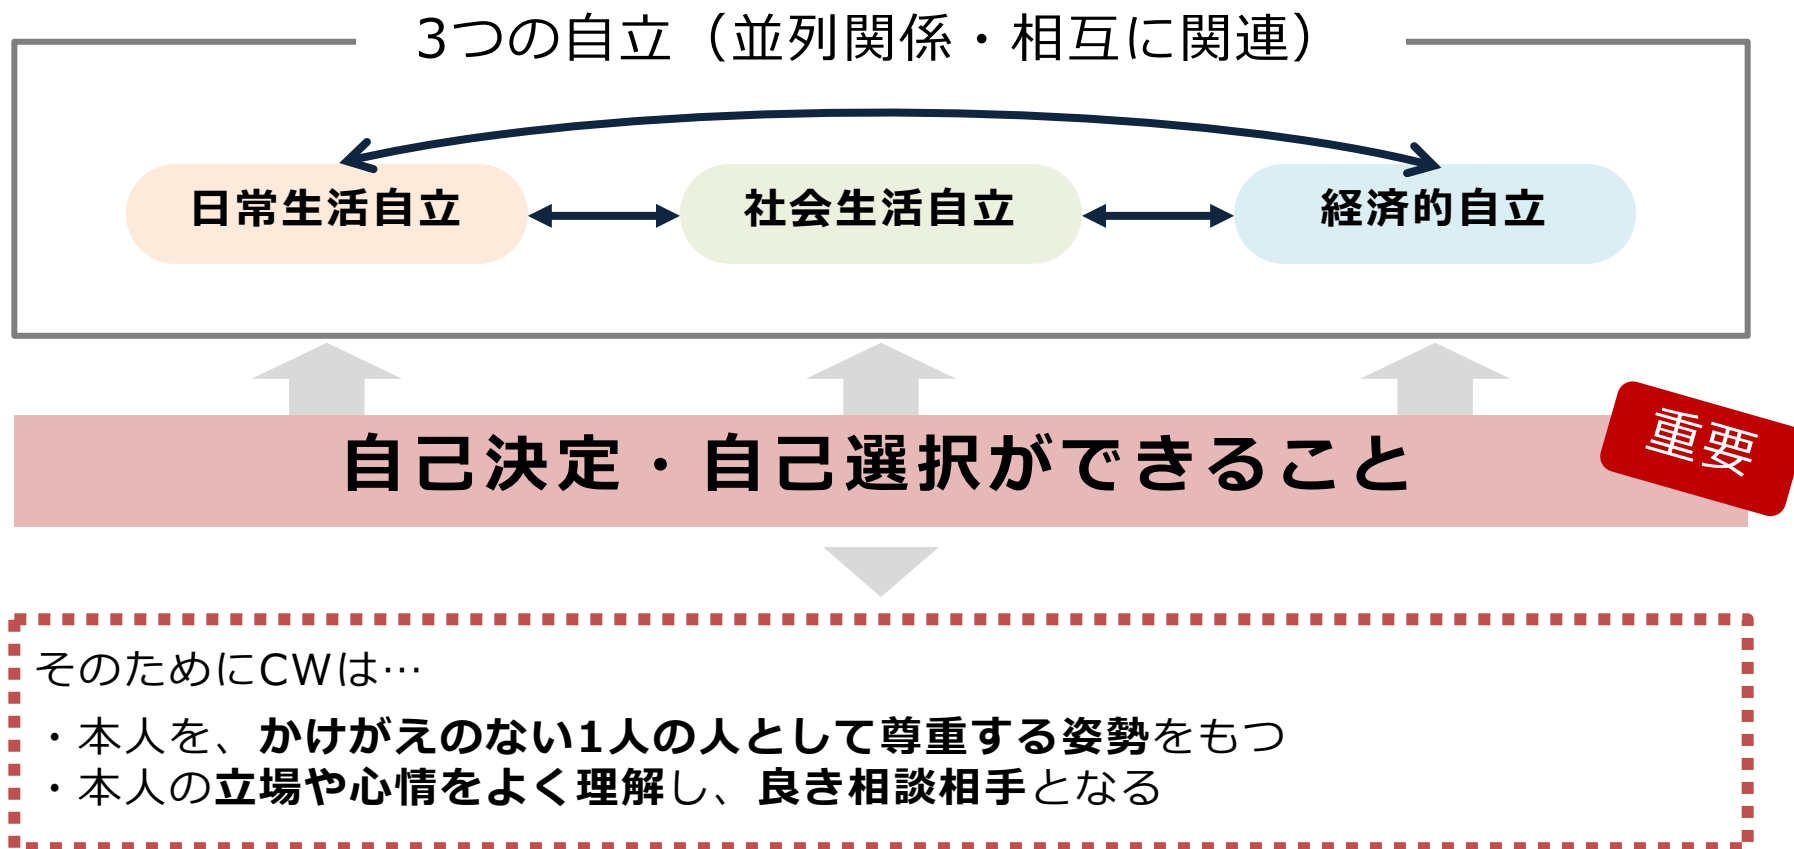 3つの自立（並列関係・相互に関連）
日常生活自立
社会生活自立
経済的自立
自己決定・自己選択ができること
重要
そのためにCWは…
・本人を、かけがえのない1人の人として尊重する姿勢をもつ
・本人の立場や心情をよく理解し、良き相談相手となる